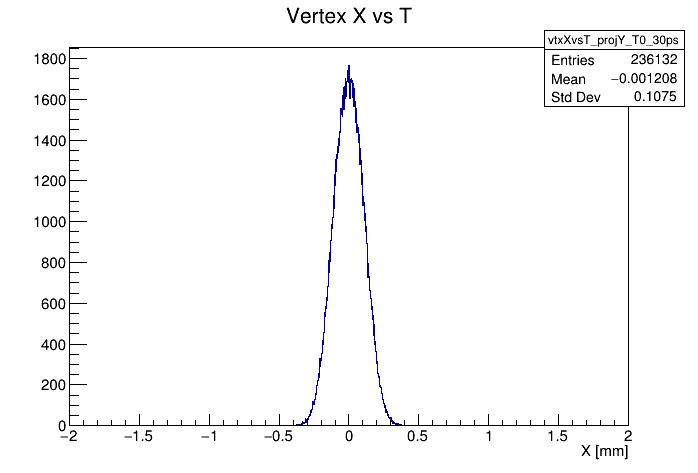 Vertex X vs T
vtxXvsT_projY_T0_30ps
Entries 236132
Mean −0.001208
Std Dev 0.1075
1800
1600
1400
1200
1000
800
600
400
200
0
−2 −1.5 −1 −0.5 0 0.5 1 1.5 2
X [mm]